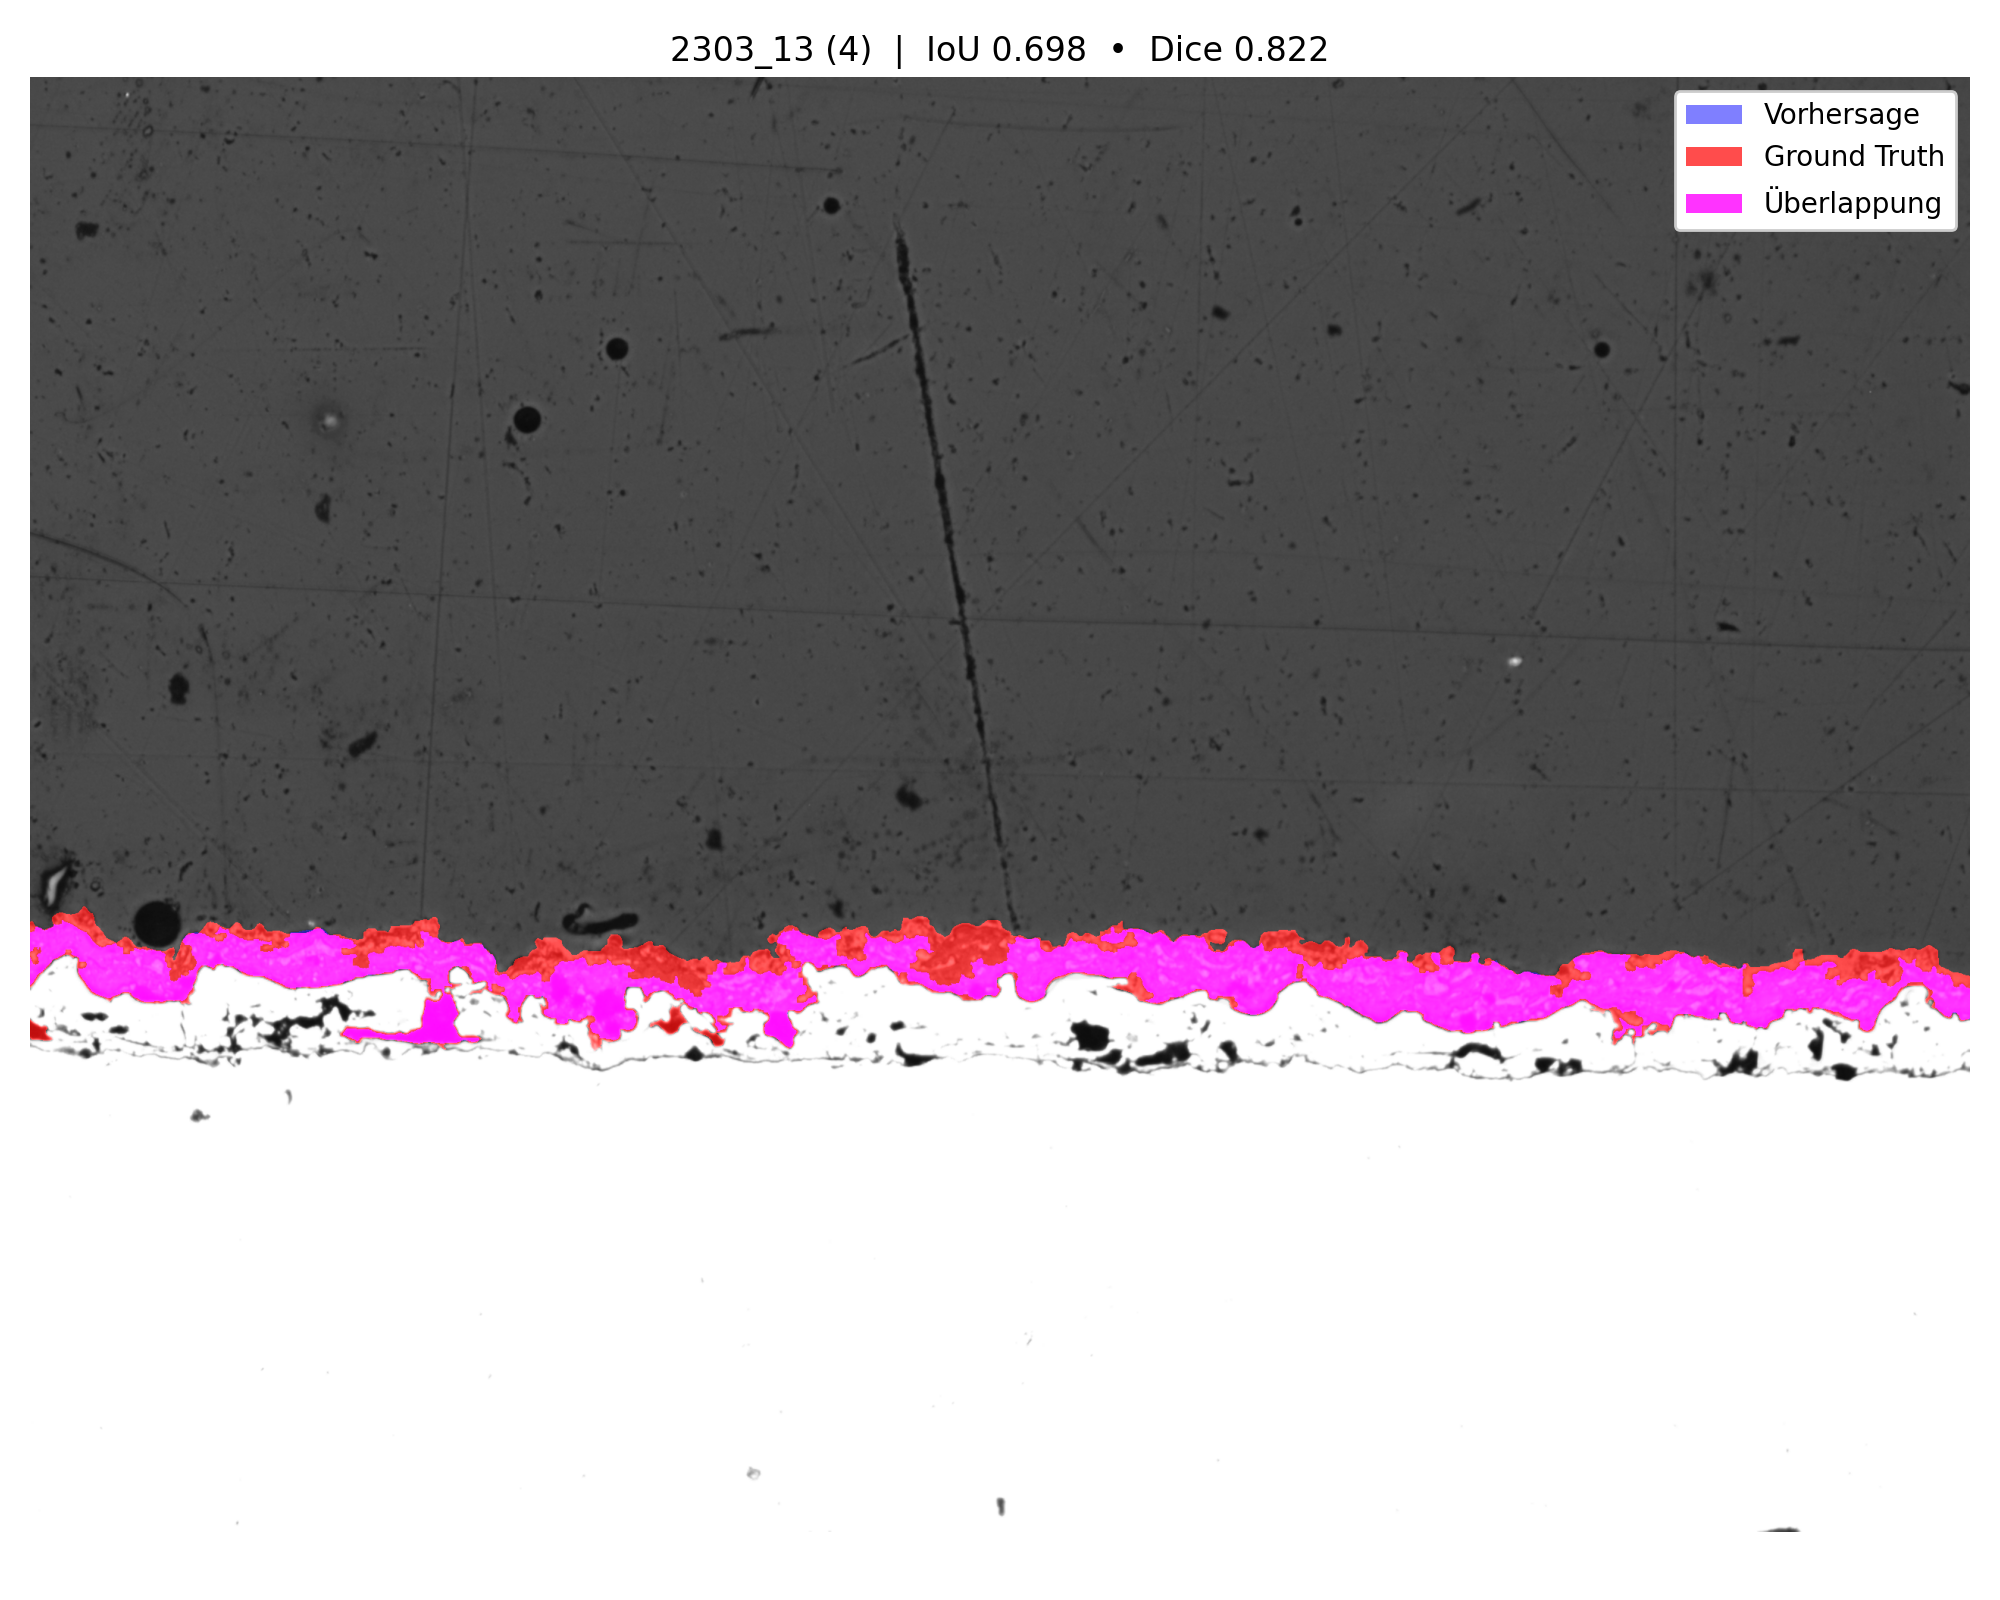 2303_13 (4) | IoU 0.698 • Dice 0.822
Vorhersage
Ground Truth
Überlappung